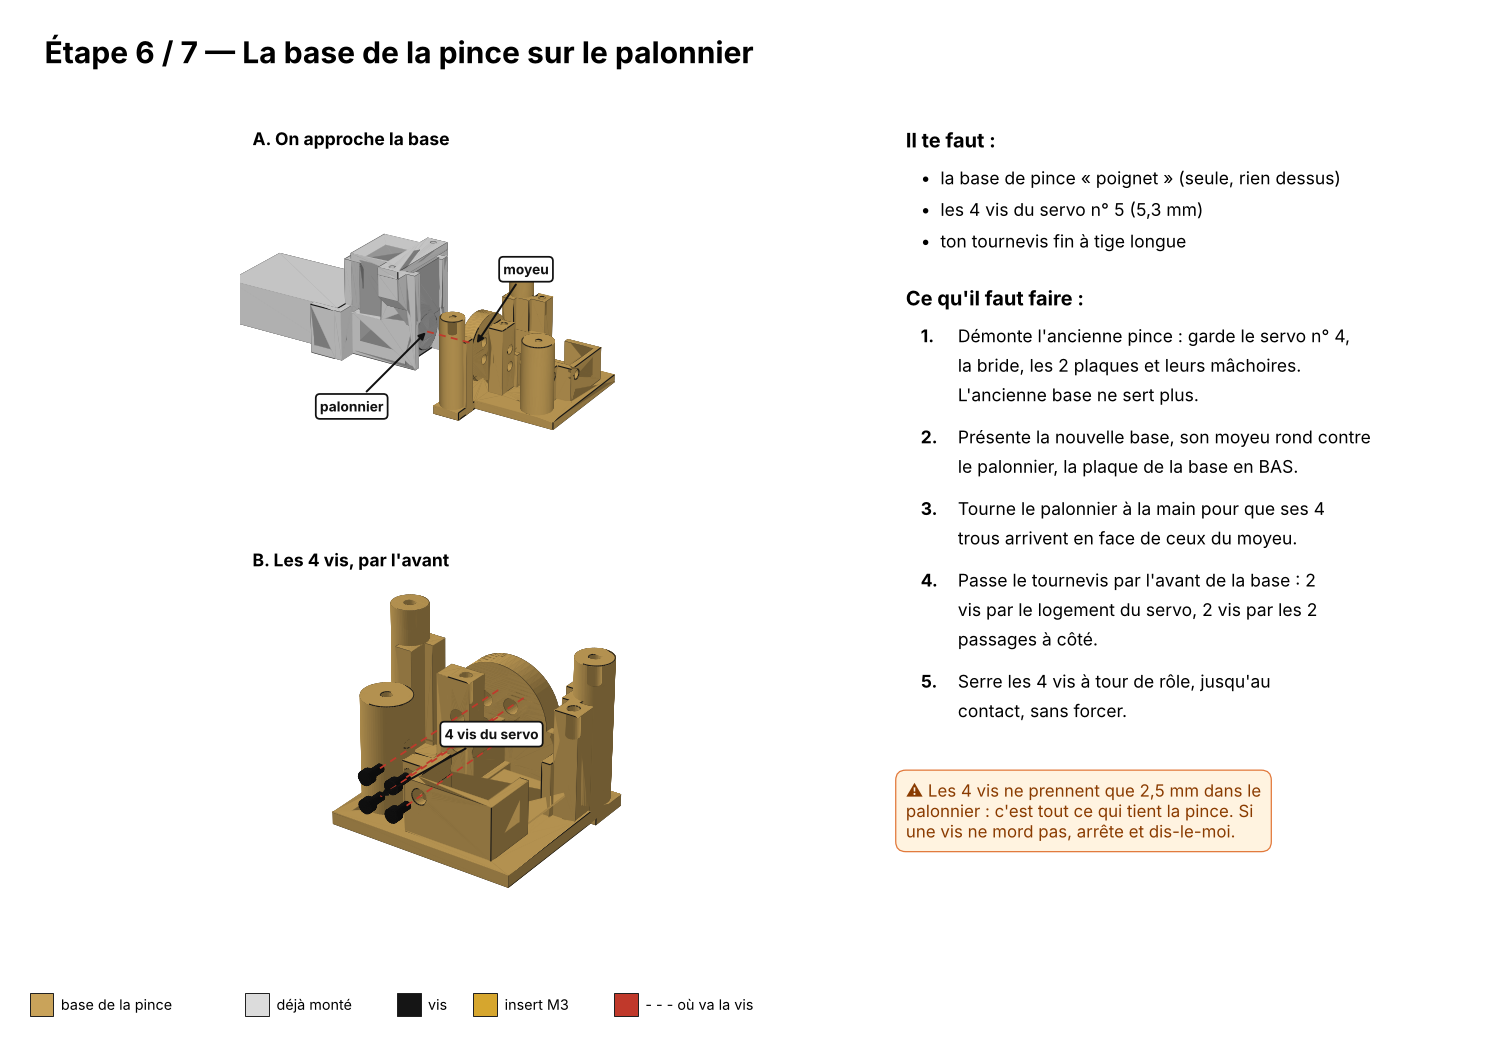 Étape 6 / 7 — La base de la pince sur le palonnier
A. On approche la base
moyeu
palonnier
B. Les 4 vis, par l'avant
4 vis du servo
Il te faut :
• la base de pince « poignet » (seule, rien dessus)
• les 4 vis du servo n° 5 (5,3 mm)
• ton tournevis fin à tige longue
Ce qu'il faut faire :
1. Démonte l'ancienne pince : garde le servo n° 4,
la bride, les 2 plaques et leurs mâchoires.
L'ancienne base ne sert plus.
2. Présente la nouvelle base, son moyeu rond contre
le palonnier, la plaque de la base en BAS.
3. Tourne le palonnier à la main pour que ses 4
trous arrivent en face de ceux du moyeu.
4. Passe le tournevis par l'avant de la base : 2
vis par le logement du servo, 2 vis par les 2
passages à côté.
5. Serre les 4 vis à tour de rôle, jusqu'au
contact, sans forcer.
⚠ Les 4 vis ne prennent que 2,5 mm dans le
palonnier : c'est tout ce qui tient la pince. Si
une vis ne mord pas, arrête et dis-le-moi.
base de la pince
déjà monté
vis
insert M3
- - - où va la vis